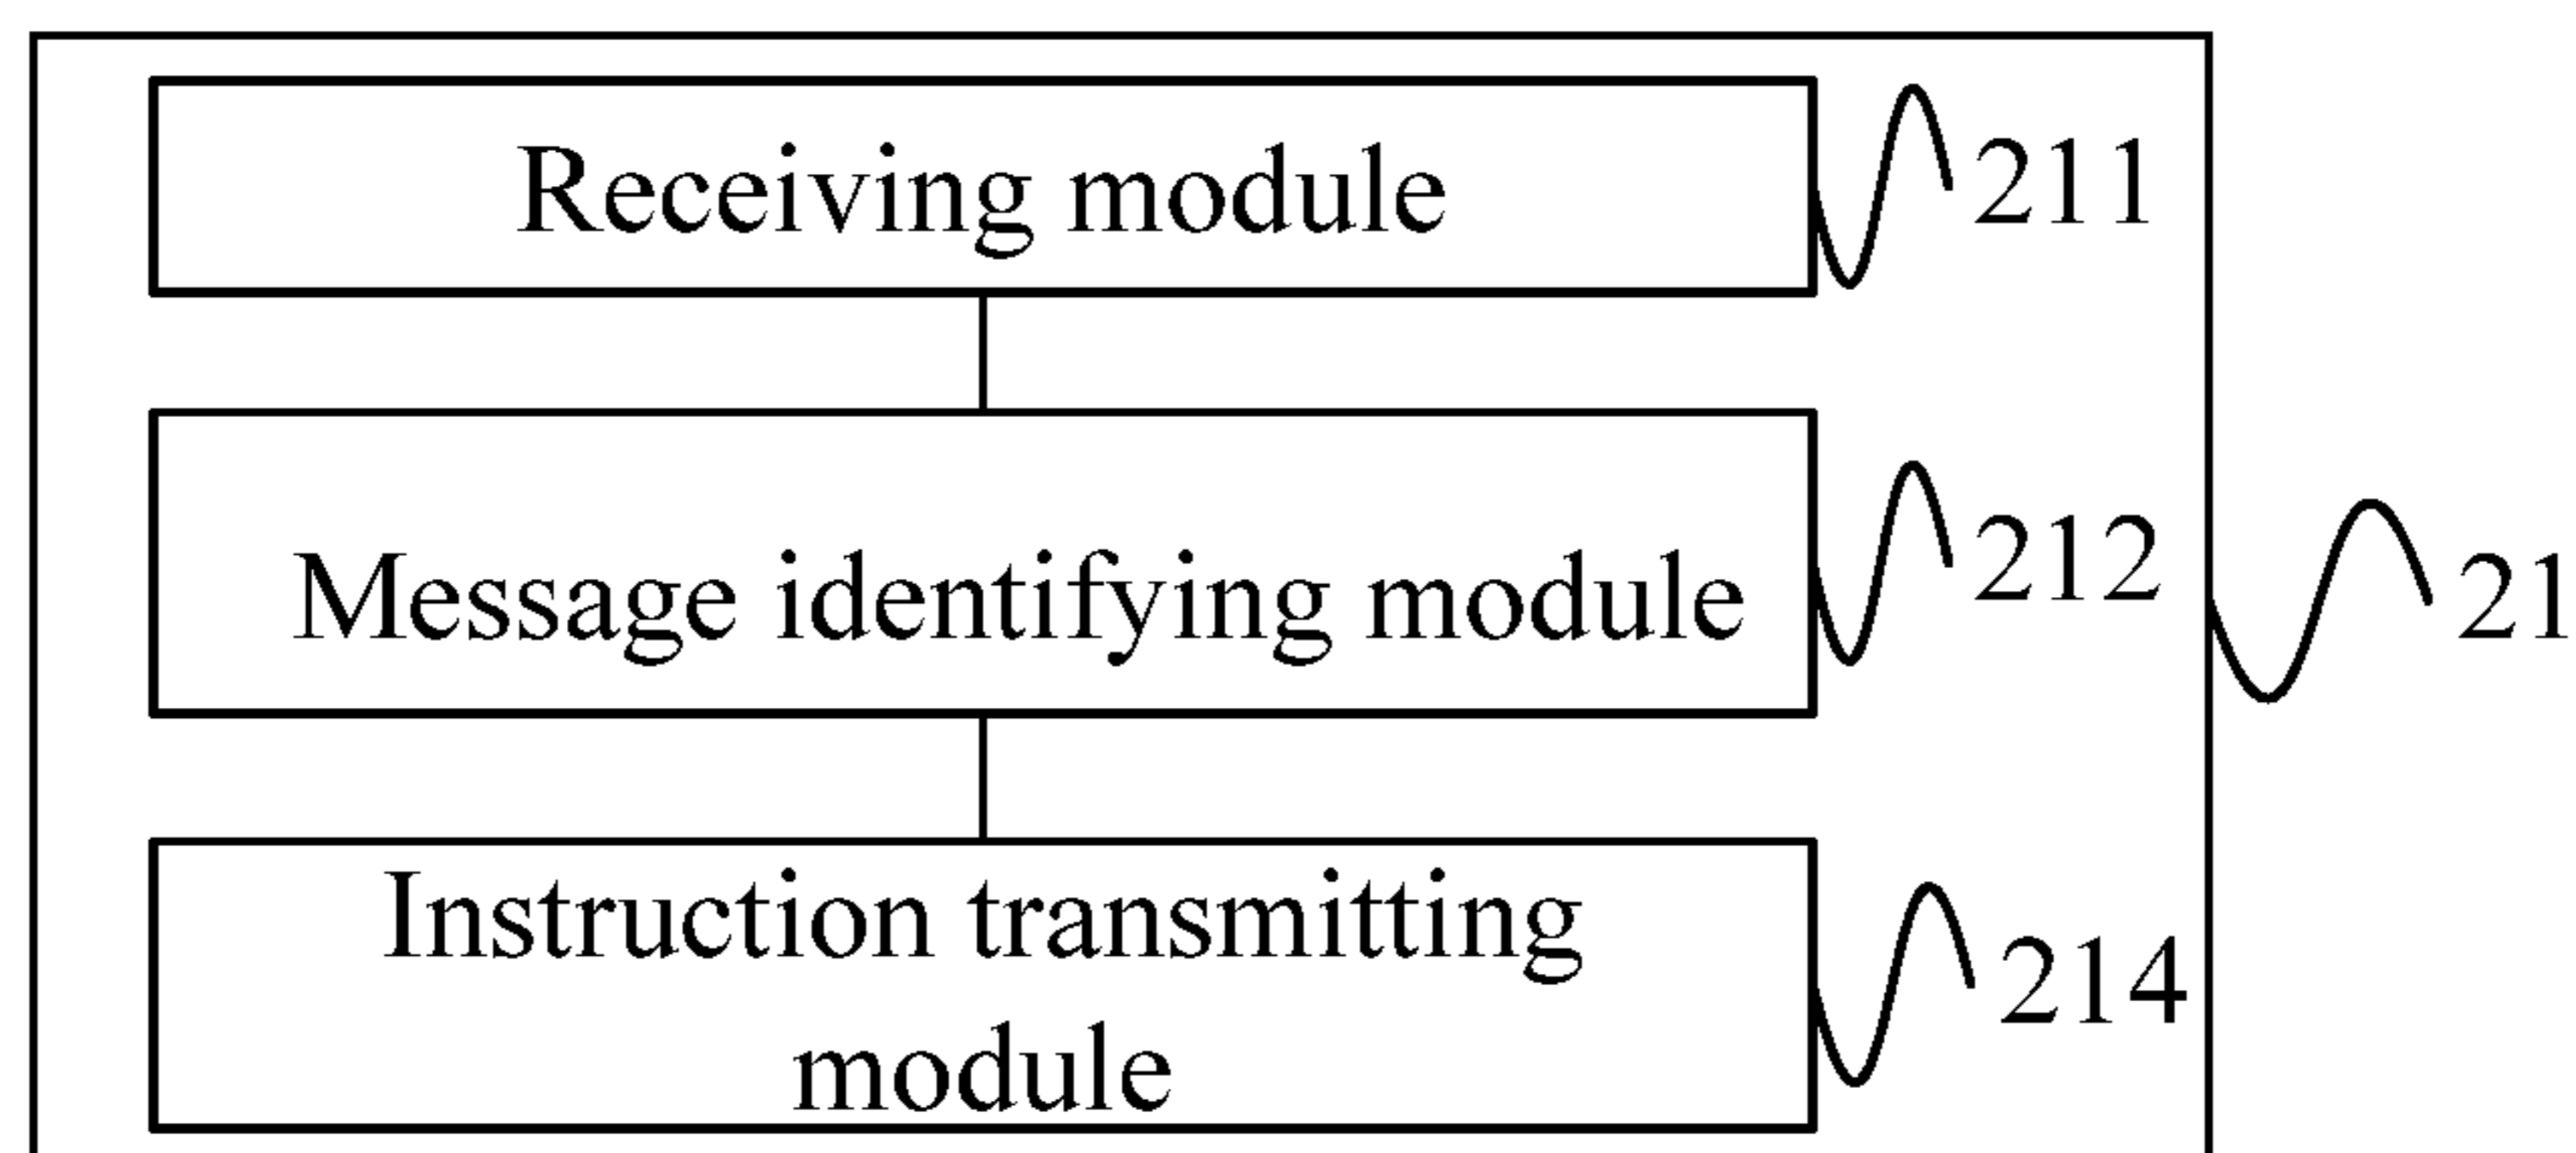 Receiving module
211
Message identifying module
212
21
Instruction transmitting
module
214